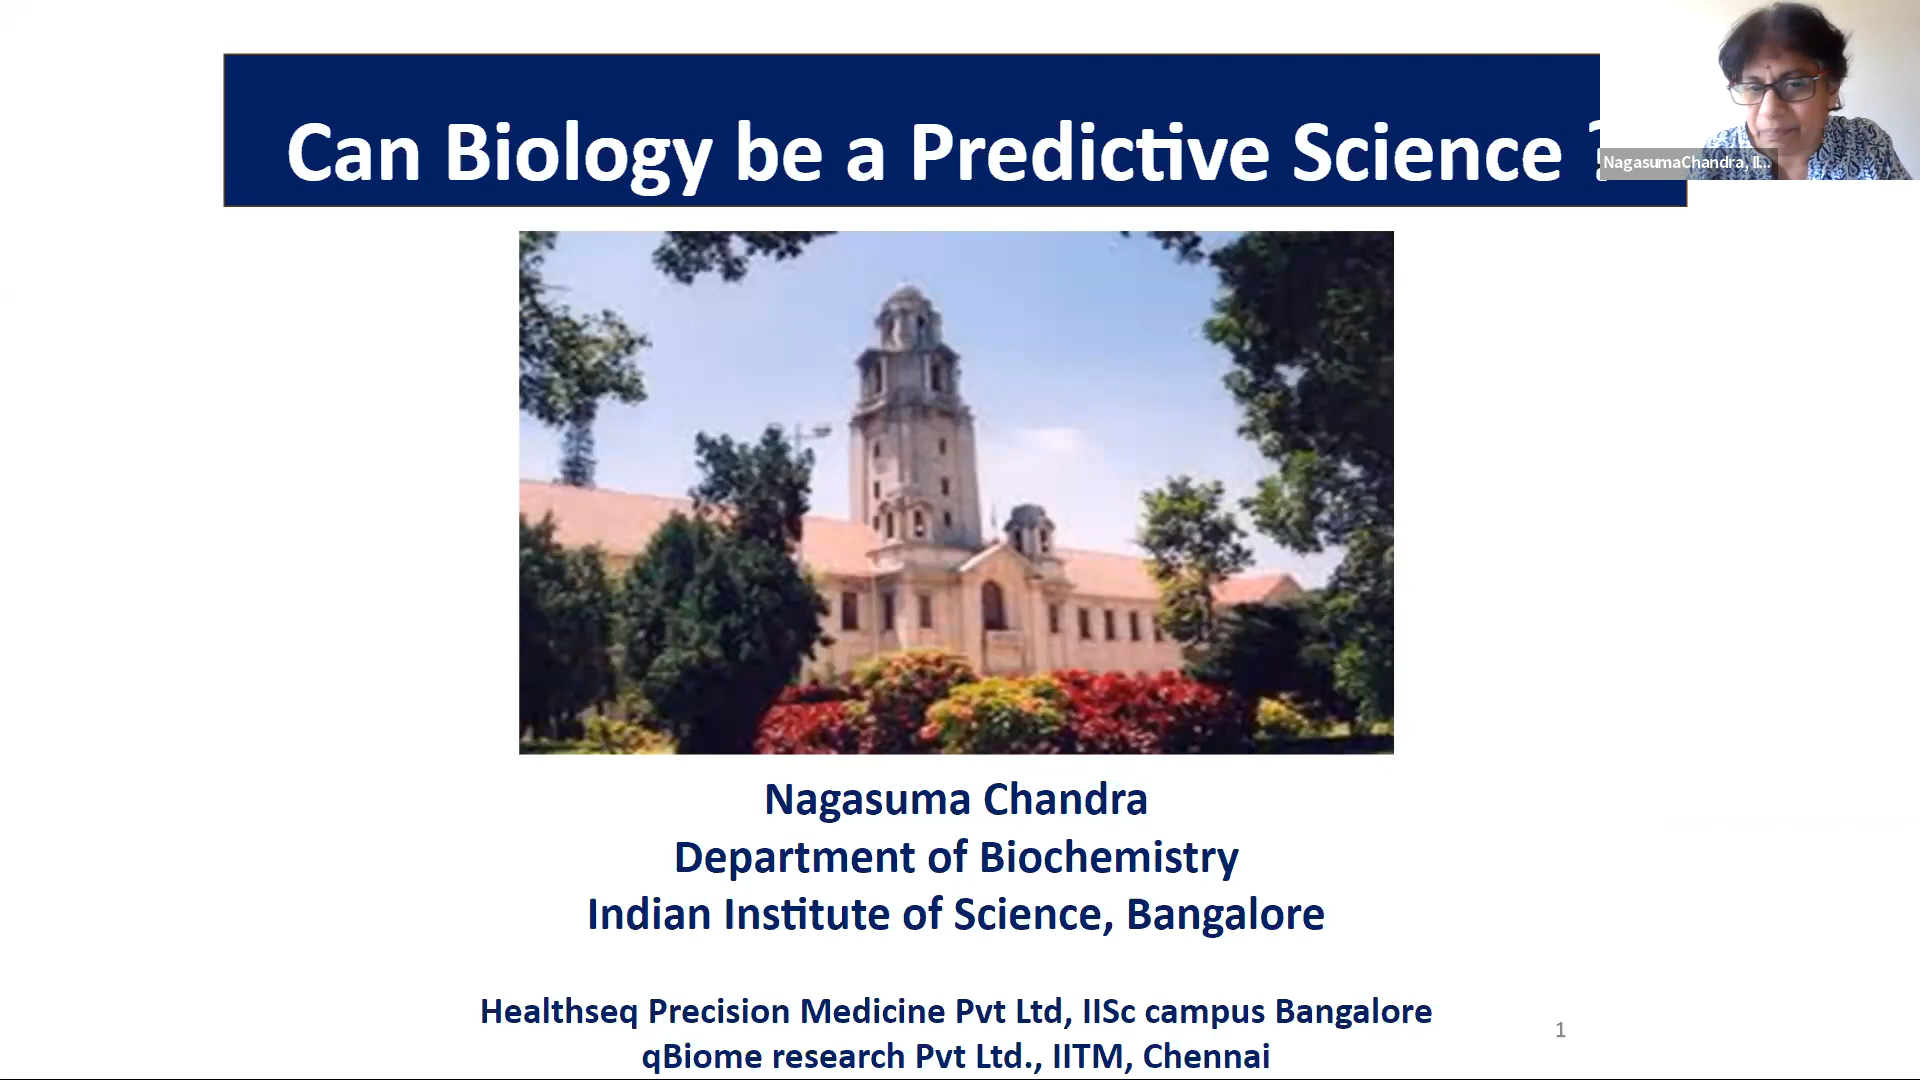 Can Biology be a Predictive Science ?
NagasumaChandra, II...
Nagasuma Chandra
Department of Biochemistry
Indian Institute of Science, Bangalore
Healthseq Precision Medicine Pvt Ltd, IISc campus Bangalore
1
qBiome research Pvt Ltd., IITM, Chennai